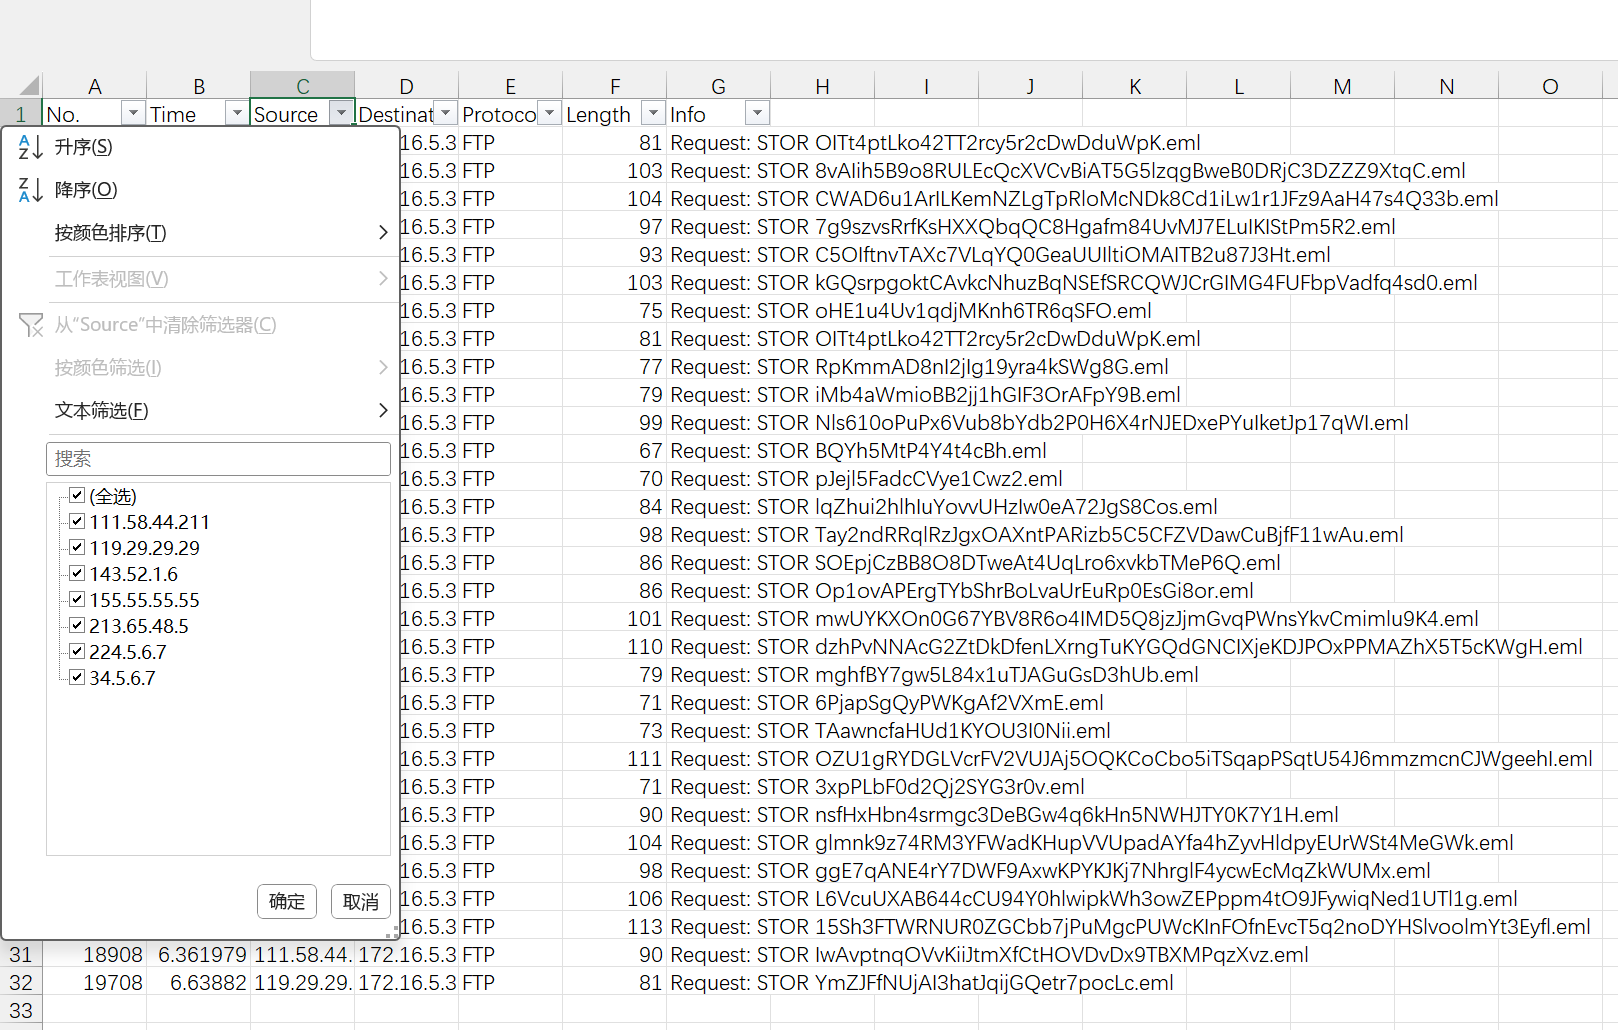 A B C D E F G H I J K L M N O
1 No. Time Source Destinat Protoco Length Info
升序(S)
降序(O)
按颜色排序(T)
工作表视图(V)
从“Source”中清除筛选器(C)
按颜色筛选(I)
文本筛选(F)
搜索
(全选)
111.58.44.211
119.29.29.29
143.52.1.6
155.55.55.55
213.65.48.5
224.5.6.7
34.5.6.7
确定 取消
16.5.3 FTP 81 Request: STOR OITt4ptLko42TT2rcy5r2cDwDduWpK.eml
16.5.3 FTP 103 Request: STOR 8vAIih5B9o8RULEcQcXVCvBiAT5G5lzqgBweB0DRjC3DZZZ9XtqC.eml
16.5.3 FTP 104 Request: STOR CWAD6u1ArILKemNZLgTpRloMcNDk8Cd1iLw1r1JFz9AaH47s4Q33b.eml
16.5.3 FTP 97 Request: STOR 7g9szvsRrfKsHXXQbqQC8Hgafm84UvMJ7ELuIKIStPm5R2.eml
16.5.3 FTP 93 Request: STOR C5OIftnvTAXc7VLqYQ0GeaUUIltiOMAITB2u87J3Ht.eml
16.5.3 FTP 103 Request: STOR kGQsrpgoktCAvkcNhuzBqNSEfSRCQWJCrGIMG4FUFbpVadfq4sd0.eml
16.5.3 FTP 75 Request: STOR oHE1u4Uv1qdjMKnh6TR6qSFO.eml
16.5.3 FTP 81 Request: STOR OITt4ptLko42TT2rcy5r2cDwDduWpK.eml
16.5.3 FTP 77 Request: STOR RpKmmAD8nI2jIg19yra4kSWg8G.eml
16.5.3 FTP 79 Request: STOR iMb4aWmioBB2jj1hGIF3OrAFpY9B.eml
16.5.3 FTP 99 Request: STOR Nls610oPuPx6Vub8bYdb2P0H6X4rNJEDxePYuIketJp17qWI.eml
16.5.3 FTP 67 Request: STOR BQYh5MtP4Y4t4cBh.eml
16.5.3 FTP 70 Request: STOR pJejl5FadcCVye1Cwz2.eml
16.5.3 FTP 84 Request: STOR lqZhui2hlhIuYovvUHzIw0eA72JgS8Cos.eml
16.5.3 FTP 98 Request: STOR Tay2ndRRqlRzJgxOAXntPARizb5C5CFZVDawCuBjfF11wAu.eml
16.5.3 FTP 86 Request: STOR SOEpjCzBB8O8DTweAt4UqLro6xvkbTMeP6Q.eml
16.5.3 FTP 86 Request: STOR Op1ovAPErgTYbShrBoLvaUrEuRp0EsGi8or.eml
16.5.3 FTP 101 Request: STOR mwUYKXOn0G67YBV8R6o4IMD5Q8jzJjmGvqPWnsYkvCmimlu9K4.eml
16.5.3 FTP 110 Request: STOR dzhPvNNAcG2ZtDkDfenLXrngTuKYGQdGNCIXjeKDJPOxPPMAZhX5T5cKWgH.eml
16.5.3 FTP 79 Request: STOR mghfBY7gw5L84x1uTJAGuGsD3hUb.eml
16.5.3 FTP 71 Request: STOR 6PjapSgQyPWKgAf2VXmE.eml
16.5.3 FTP 73 Request: STOR TAawncfaHUd1KYOU3I0Nii.eml
16.5.3 FTP 111 Request: STOR OZU1gRYDGLVcrFV2VUJAj5OQKCoCbo5iTSqapPSqtU54J6mmzmcnCJWgeehI.eml
16.5.3 FTP 71 Request: STOR 3xpPLbF0d2Qj2SYG3r0v.eml
16.5.3 FTP 90 Request: STOR nsfHxHbn4srmgc3DeBGw4q6kHn5NWHJTY0K7Y1H.eml
16.5.3 FTP 104 Request: STOR glmnk9z74RM3YFWadKHupVVUpadAYfa4hZyvHldpyEUrWSt4MeGWk.eml
16.5.3 FTP 98 Request: STOR ggE7qANE4rY7DWF9AxwKPYKJKj7NhrglF4ycwEcMqZkWUMx.eml
16.5.3 FTP 106 Request: STOR L6VcuUXAB644cCU94Y0hlwipkWh3owZEPppm4tO9JFywiqNed1UTl1g.eml
16.5.3 FTP 113 Request: STOR 15Sh3FTWRNUR0ZGCbb7jPuMgcPUWcKInFOfnEvcT5q2noDYHSlvoolmYt3Eyfl.eml
31 18908 6.361979 111.58.44. 172.16.5.3 FTP 90 Request: STOR lwAvptnqOVvKiiJtmXfCtHOVDvDx9TBXMPqzXvz.eml
32 19708 6.63882 119.29.29. 172.16.5.3 FTP 81 Request: STOR YmZJFfNUjAI3hatJqijGQetr7pocLc.eml
33